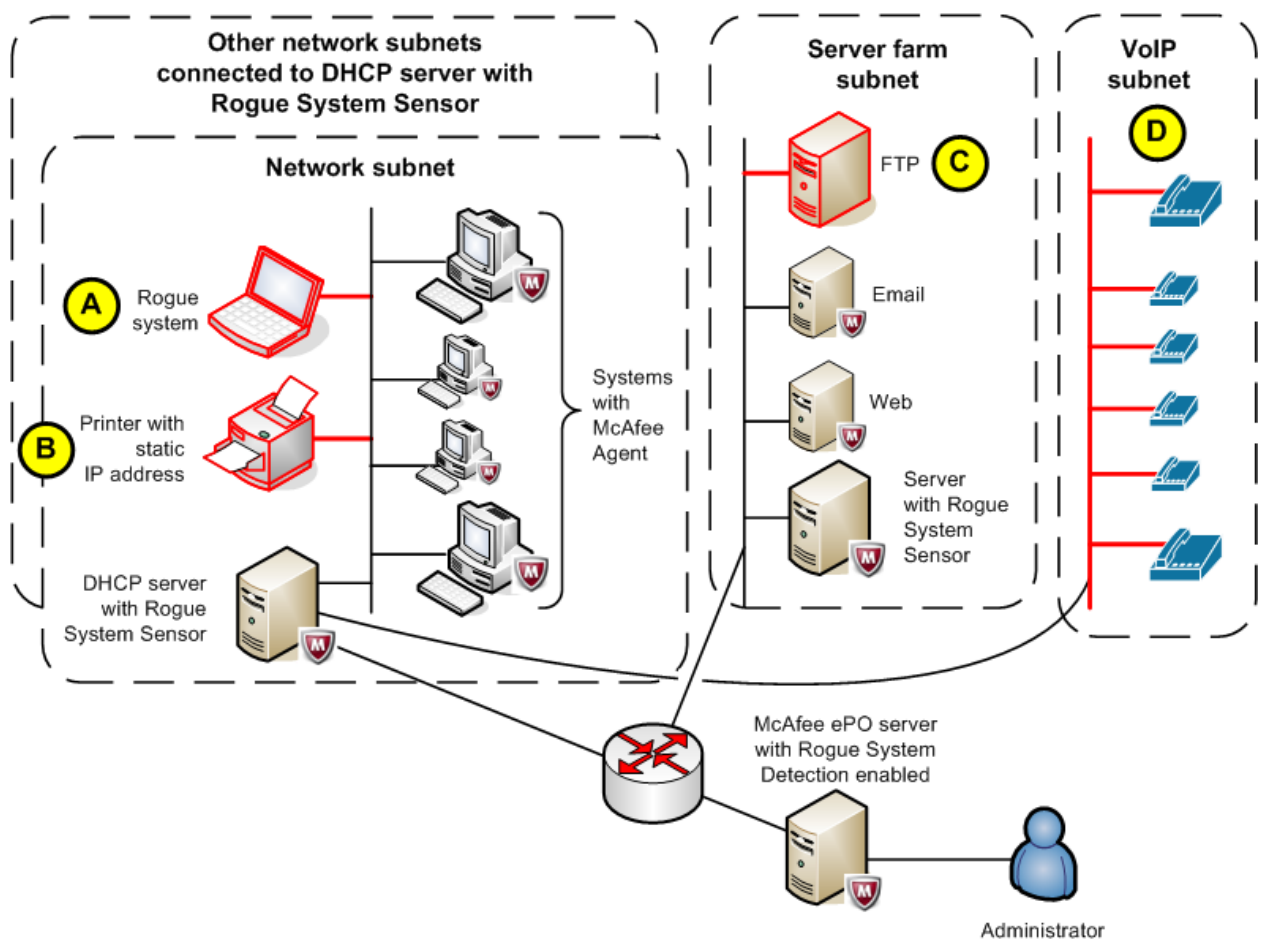 Other network subnets
connected to DHCP server with
Rogue System Sensor
Network subnet
A
Rogue
system
B
Printer with
static
IP address
DHCP server
with Rogue
System Sensor
M
M
M
M
M
Systems
with
McAfee
Agent
Server farm
subnet
FTP
C
Email
M
Web
M
Server
with Rogue
System
Sensor
M
VoIP
subnet
D
McAfee ePO server
with Rogue System
Detection enabled
M
Administrator